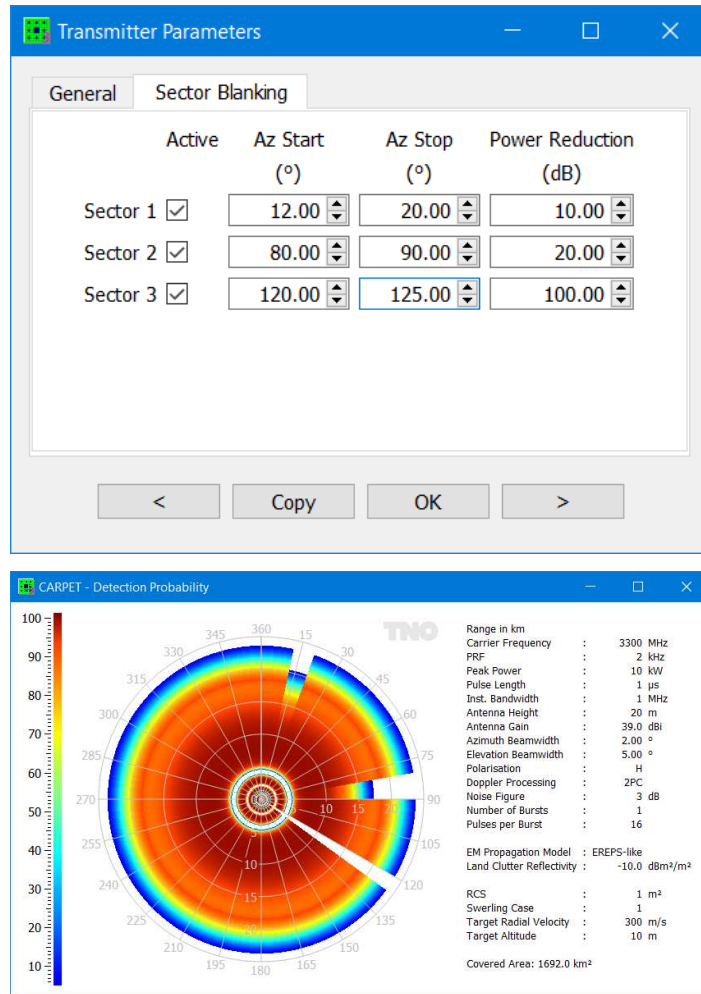 Transmitter Parameters
General Sector Blanking
Active Az Start Az Stop Power Reduction
(°) (°) (dB)
Sector 1 12.00 20.00 10.00
Sector 2 80.00 90.00 20.00
Sector 3 120.00 125.00 100.00
< Copy OK >
CARPET - Detection Probability
100
90
80
70
60
50
40
30
20
10
TNO
360
15
30
45
60
75
90
105
120
135
150
165
180
195
210
225
240
255
270
285
300
315
330
345
10 15
5
10
15
20
Range in km
Carrier Frequency : 3300 MHz
PRF : 2 kHz
Peak Power : 10 kW
Pulse Length : 1 µs
Inst. Bandwidth : 1 MHz
Antenna Height : 20 m
Antenna Gain : 39.0 dBi
Azimuth Beamwidth : 2.00 °
Elevation Beamwidth : 5.00 °
Polarisation : H
Doppler Processing : 2PC
Noise Figure : 3 dB
Number of Bursts : 1
Pulses per Burst : 16
EM Propagation Model : EREPS-like
Land Clutter Reflectivity : -10.0 dBm²/m²
RCS : 1 m²
Swerling Case : 1
Target Radial Velocity : 300 m/s
Target Altitude : 10 m
Covered Area: 1692.0 km²